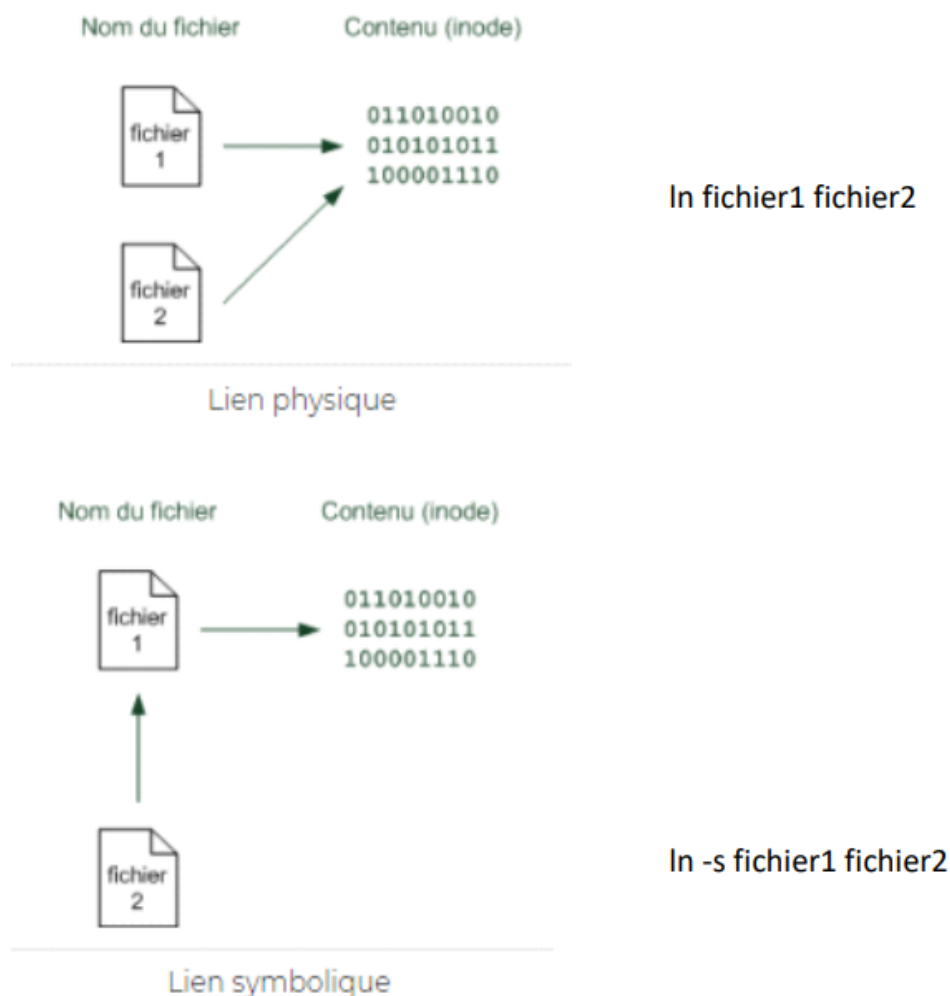 Nom du fichier Contenu (inode)
fichier
1
011010010
010101011
100001110
ln fichier1 fichier2
fichier
2
Lien physique
Nom du fichier Contenu (inode)
fichier
1
011010010
010101011
100001110
fichier
2
ln -s fichier1 fichier2
Lien symbolique